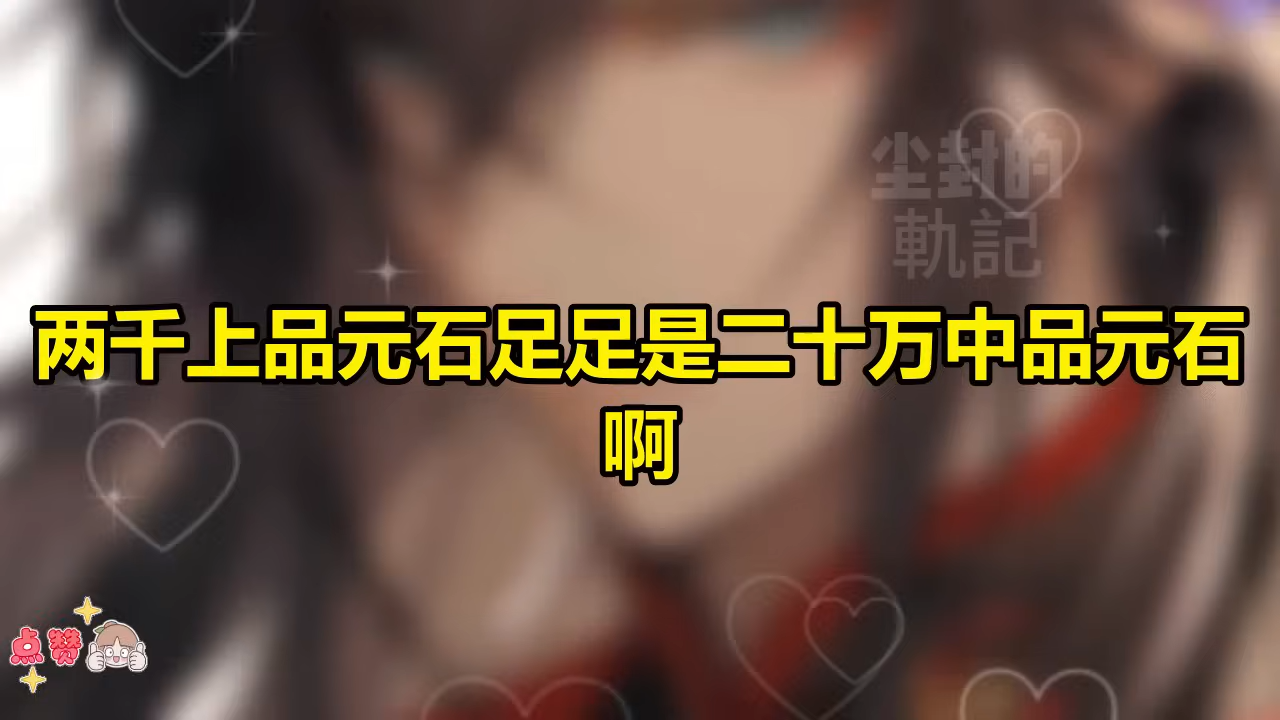 尘封的
軌記
两千上品元石足足是二十万中品元石
啊
点赞